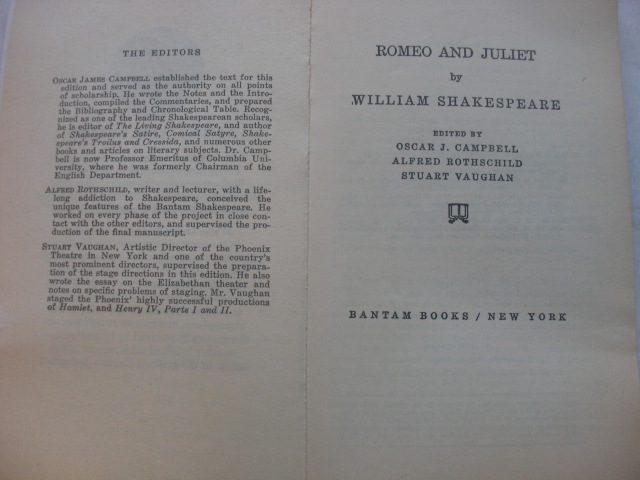 THE EDITORS
OSCAR JAMES CAMPBELL established the text for this
edition and served as the authority on all points
of scholarship. He wrote the Notes and the Intro-
duction, compiled the Commentaries, and prepared
the Bibliography and Chronological Table. Recog-
nized as one of the leading Shakespearean scholars,
he is editor of The Living Shakespeare, and author
of Shakespeare's Satire, Comical Satyre, Shake-
speare's Troilus and Cressida, and numerous other
books and articles on literary subjects. Dr. Camp-
bell is now Professor Emeritus of Columbia Uni-
versity, where he was formerly Chairman of the
English Department.
ALFRED ROTHSCHILD, writer and lecturer, with a life-
long addiction to Shakespeare, conceived the
unique features of the Bantam Shakespeare. He
worked on every phase of the project in close con-
tact with the other editors, and supervised the pro-
duction of the final manuscript.
STUART VAUGHAN, Artistic Director of the Phoenix
Theatre in New York and one of the country's
most prominent directors, supervised the prepara-
tion of the stage directions in this edition. He also
wrote the essay on the Elizabethan theater and
notes on specific problems of staging. Mr. Vaughan
staged the Phoenix' highly successful productions
of Hamlet, and Henry IV, Parts I and II.
ROMEO AND JULIET
by
WILLIAM SHAKESPEARE
EDITED BY
OSCAR J. CAMPBELL
ALFRED ROTHSCHILD
STUART VAUGHAN
BANTAM BOOKS / NEW YORK